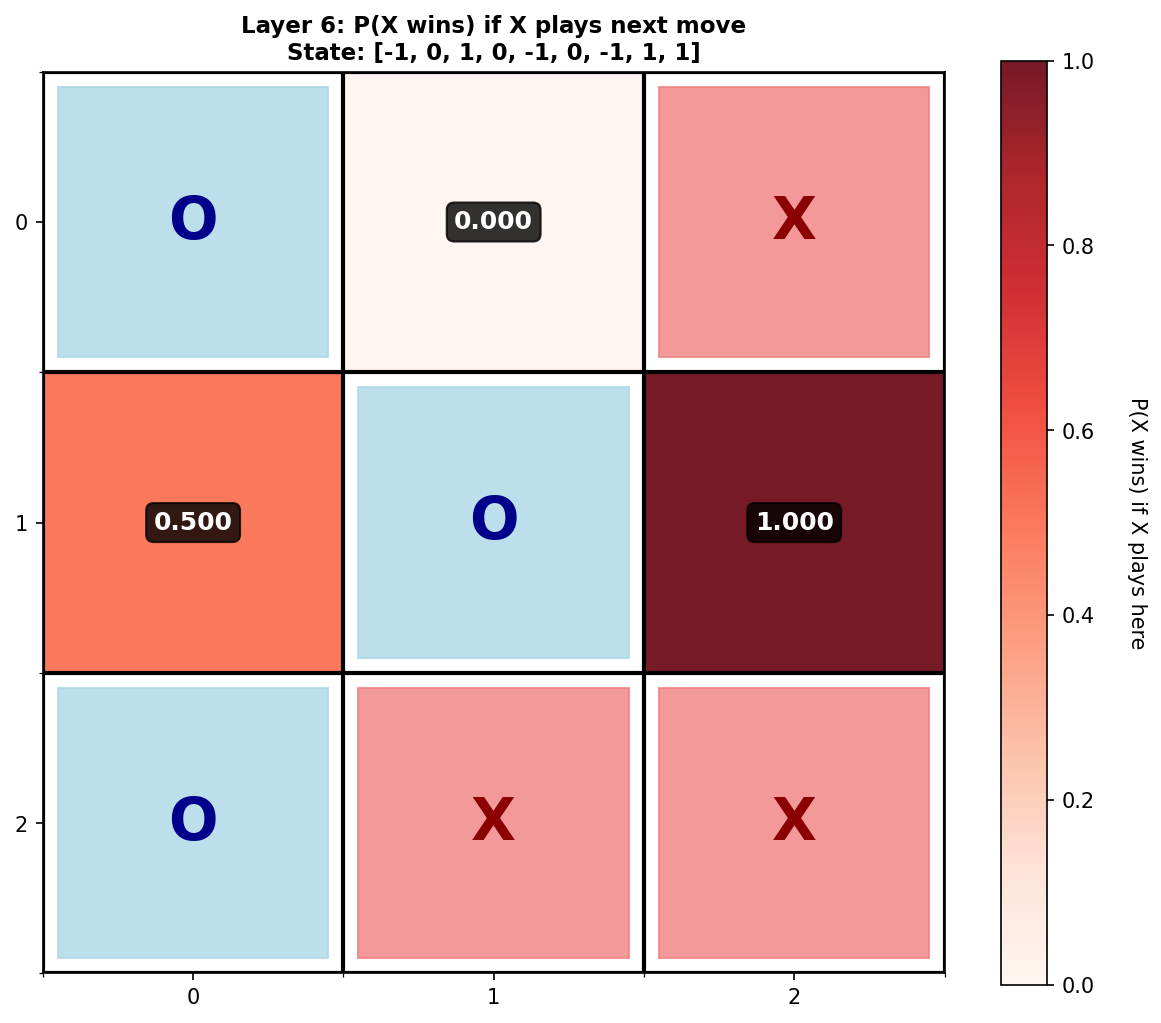 Layer 6: P(X wins) if X plays next move
State: [-1, 0, 1, 0, -1, 0, -1, 1, 1]
0
O
0.000
X
1
0.500
O
1.000
2
O
X
X
0
1
2
1.0
0.8
0.6
0.4
0.2
0.0
P(X wins) if X plays here